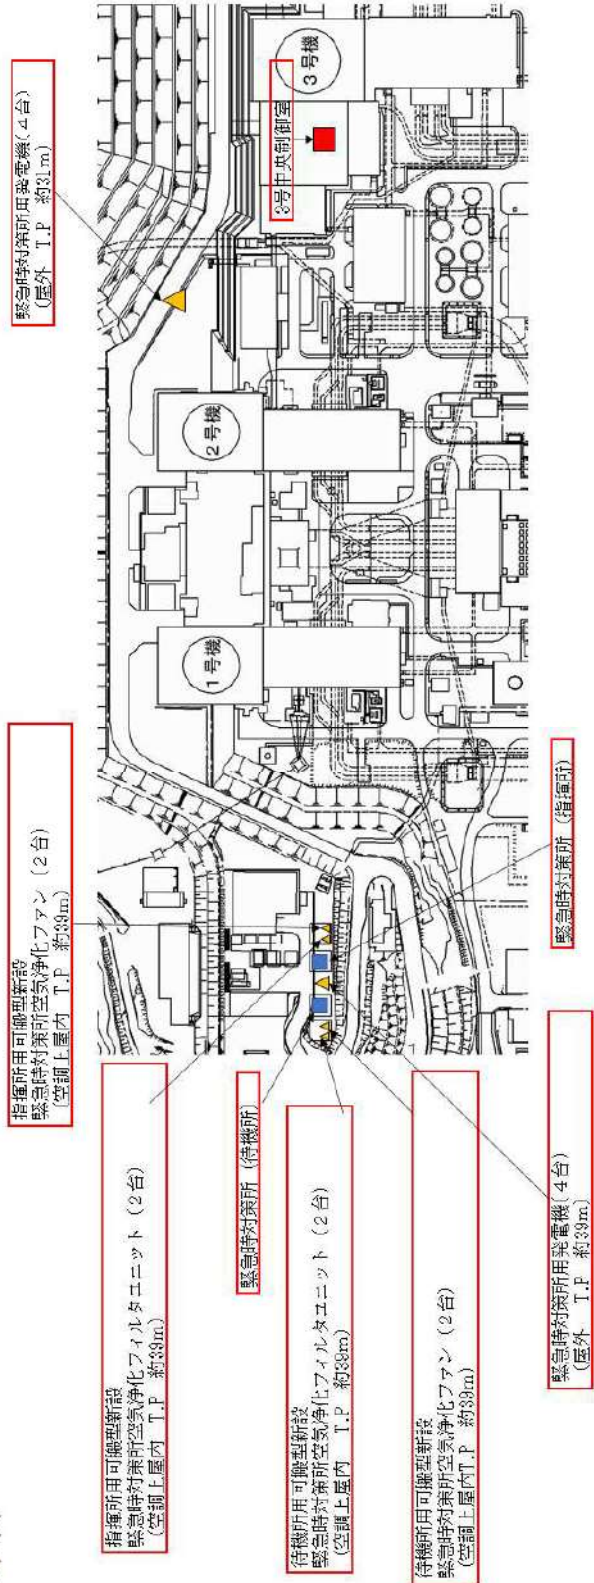 緊急時対策所用発電機(4台)
(屋外 T.P 約31m)
3号中央制御室
3号機
2号機
1号機
指揮所用可搬型新設
緊急時対策所空気浄化ファン(2台)
(空調上屋内 T.P 約39m)
緊急時対策所(指揮所)
指揮所用可搬型新設
緊急時対策所空気浄化フィルタユニット(2台)
(空調上屋内 T.P 約39m)
緊急時対策所(待機所)
待機所用可搬型新設
緊急時対策所空気浄化フィルタユニット(2台)
(空調上屋内 T.P 約39m)
待機所用可搬型新設
緊急時対策所空気浄化ファン(2台)
(空調上屋内T.P 約39m)
緊急時対策所用発電機(4台)
(屋外 T.P 約39m)